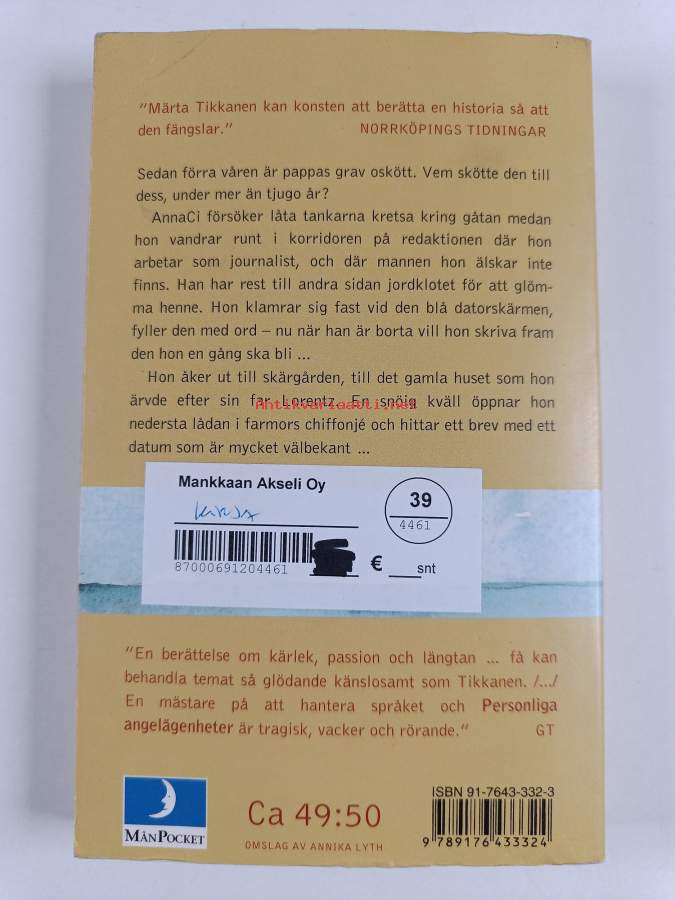 "Märta Tikkanen kan konsten att berätta en historia så att
den fängslar." NORRKÖPINGS TIDNINGAR
Sedan förra våren är pappas grav oskött. Vem skötte den till
dess, under mer än tjugo år?
AnnaCi försöker låta tankarna kretsa kring gåtan medan
hon vandrar runt i korridoren på redaktionen där hon
arbetar som journalist, och där mannen hon älskar inte
finns. Han har rest till andra sidan jordklotet för att glöm-
ma henne. Hon klamrar sig fast vid den blå datorskärmen,
fyller den med ord – nu när han är borta vill hon skriva fram
den hon en gång ska bli ...
Hon åker ut till skärgården, till det gamla huset som hon
ärvde efter sin far Lorentz. En snöig kväll öppnar hon
Antikvariaatti.net
nedersta lådan i farmors chiffonjé och hittar ett brev med ett
datum som är mycket välbekant ...
Mankkaan Akseli Oy
39
4461
87000691204461
€ snt
"En berättelse om kärlek, passion och längtan ... få kan
behandla temat så glödande känslosamt som Tikkanen. /.../
En mästare på att hantera språket och Personliga
angelägenheter är tragisk, vacker och rörande." GT
MÅNPOCKET
Ca 49:50
OMSLAG AV ANNIKA LYTH
ISBN 91-7643-332-3
9 789176 433324